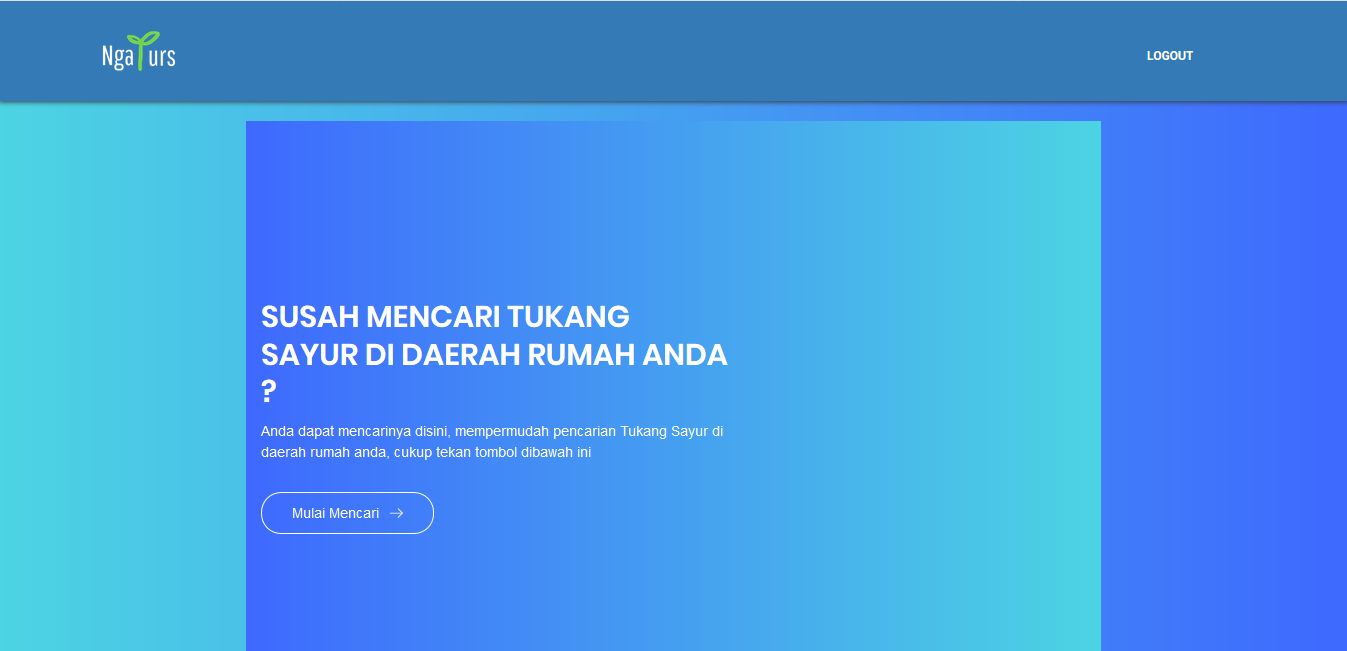 NgaTurs
LOGOUT
SUSAH MENCARI TUKANG
SAYUR DI DAERAH RUMAH ANDA
?
Anda dapat mencarinya disini, mempermudah pencarian Tukang Sayur di
daerah rumah anda, cukup tekan tombol dibawah ini
Mulai Mencari